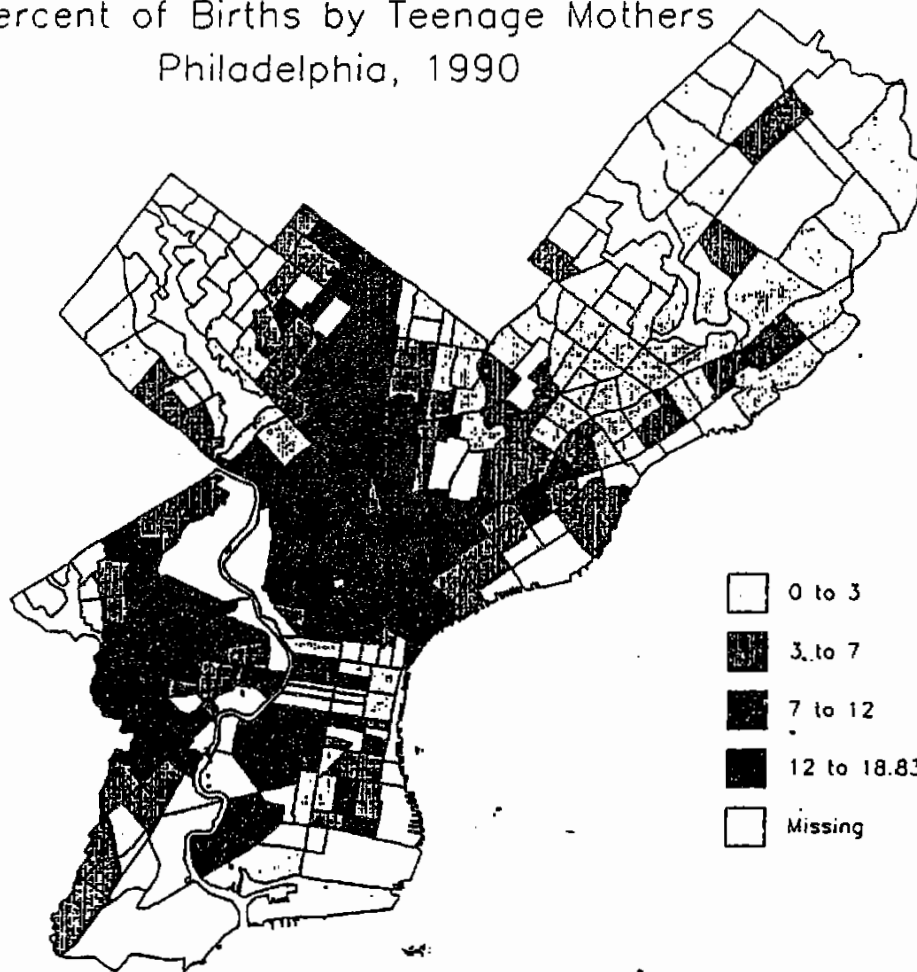 ercent of Births by Teenage Mothers
Philadelphia, 1990
0 to 3
3 to 7
7 to 12
12 to 18.83
Missing